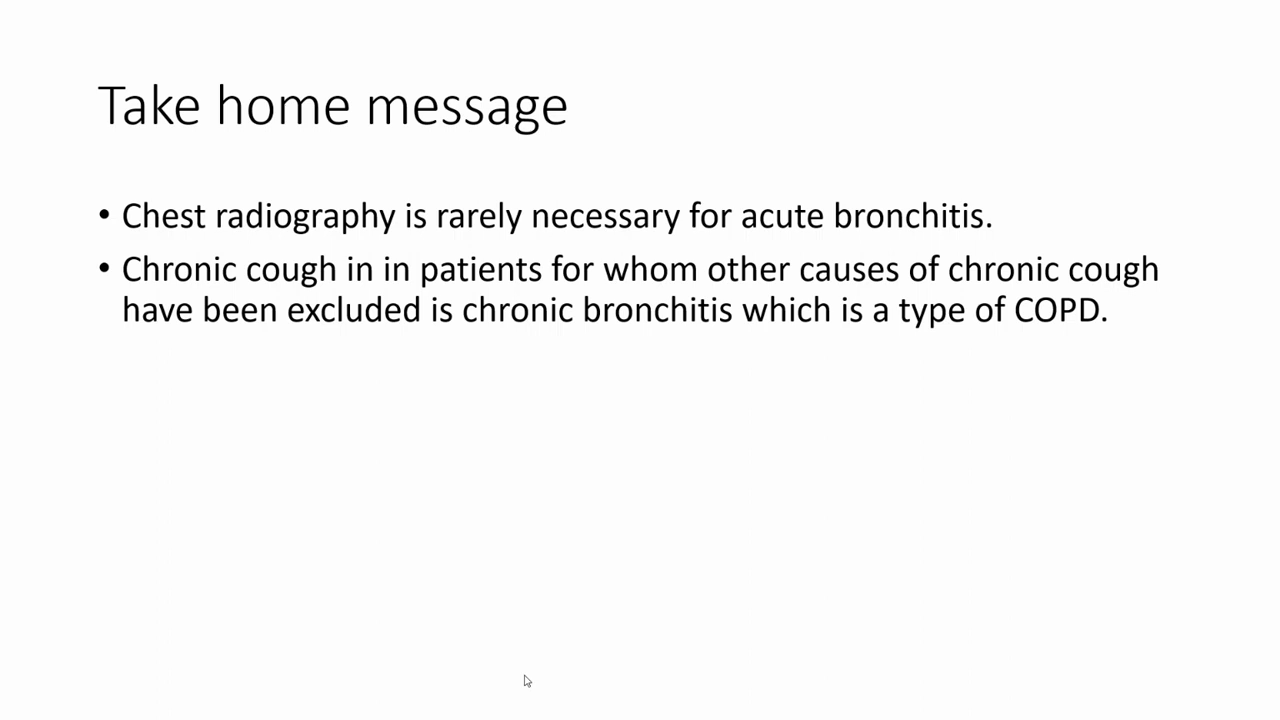 Take home message
• Chest radiography is rarely necessary for acute bronchitis.
• Chronic cough in in patients for whom other causes of chronic cough
have been excluded is chronic bronchitis which is a type of COPD.